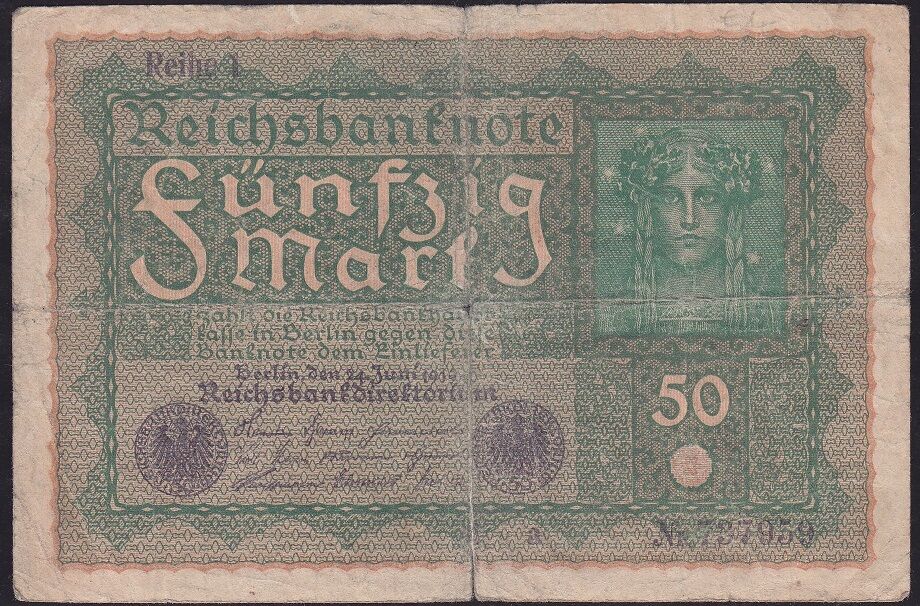 Reihe 1
Reichsbanknote
Fünfzig
Mark
zahlt die Reichsbankhaupt
kasse in Berlin gegen diese
Banknote dem Einlieferer
Berlin, den 24. Juni 1919
Reichsbankdirektorium
50
a
Nr. 737959